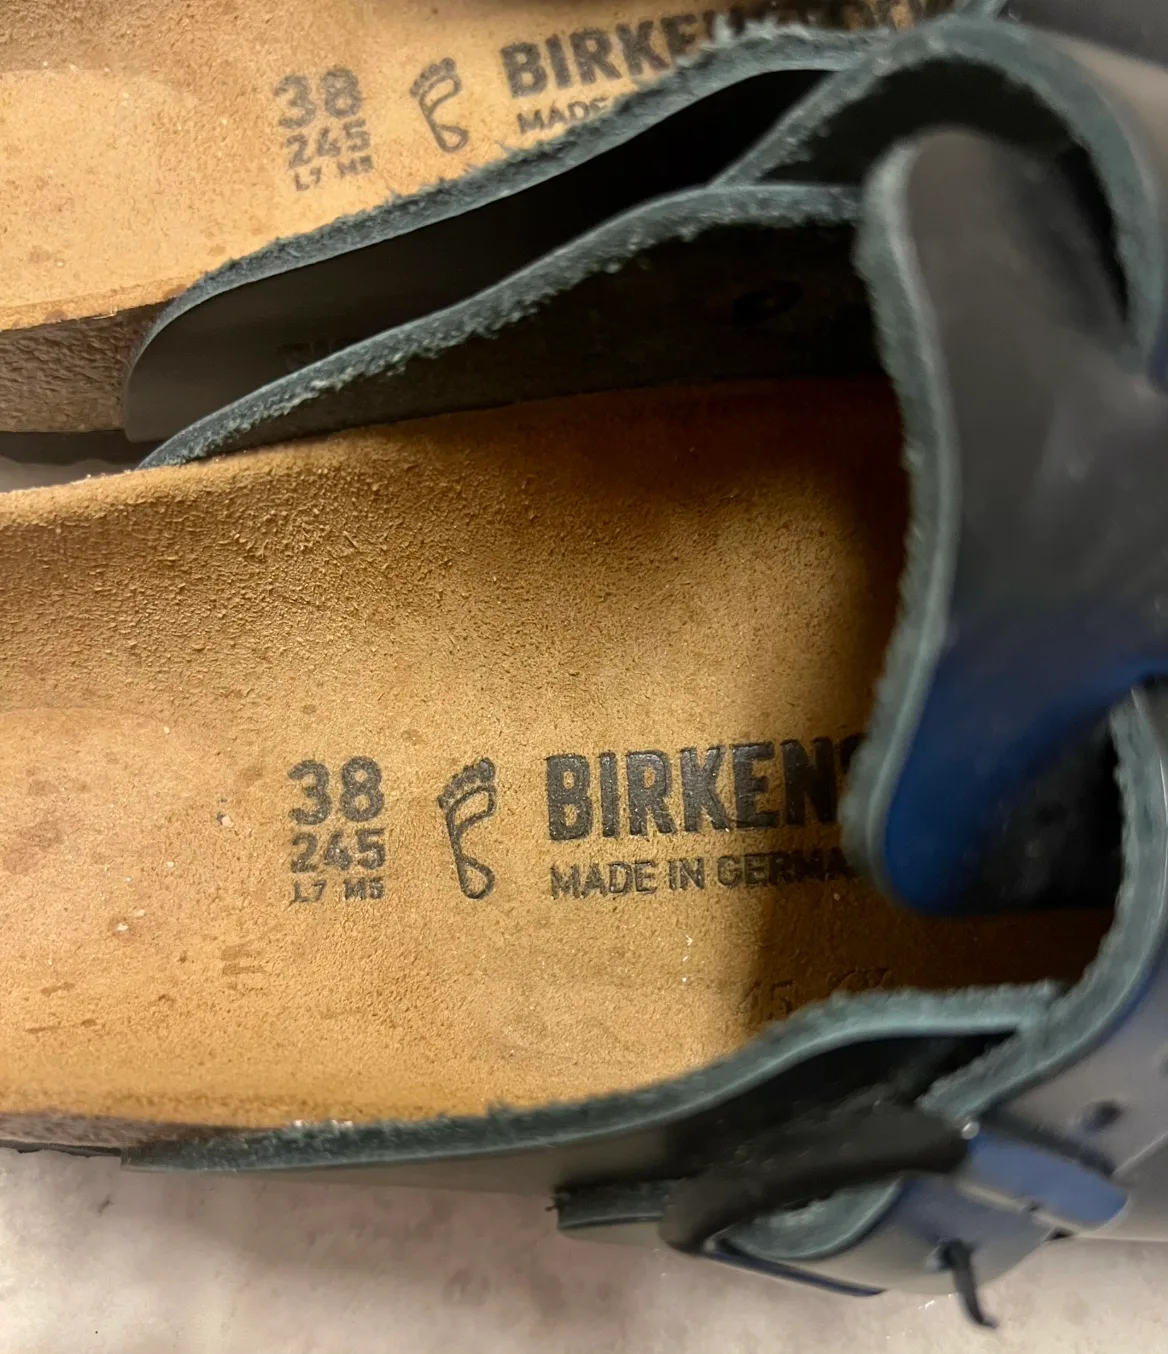 38
245
L7 M5
BIRKEN
MADE
38
245
L7 M5
BIRKENS
MADE IN GERMA